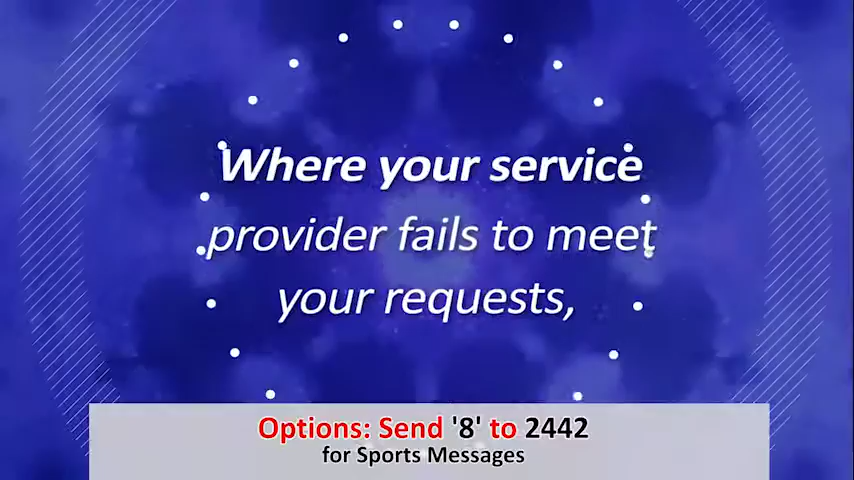 Where your service
provider fails to meet
your requests,
Options: Send '8' to 2442
for Sports Messages